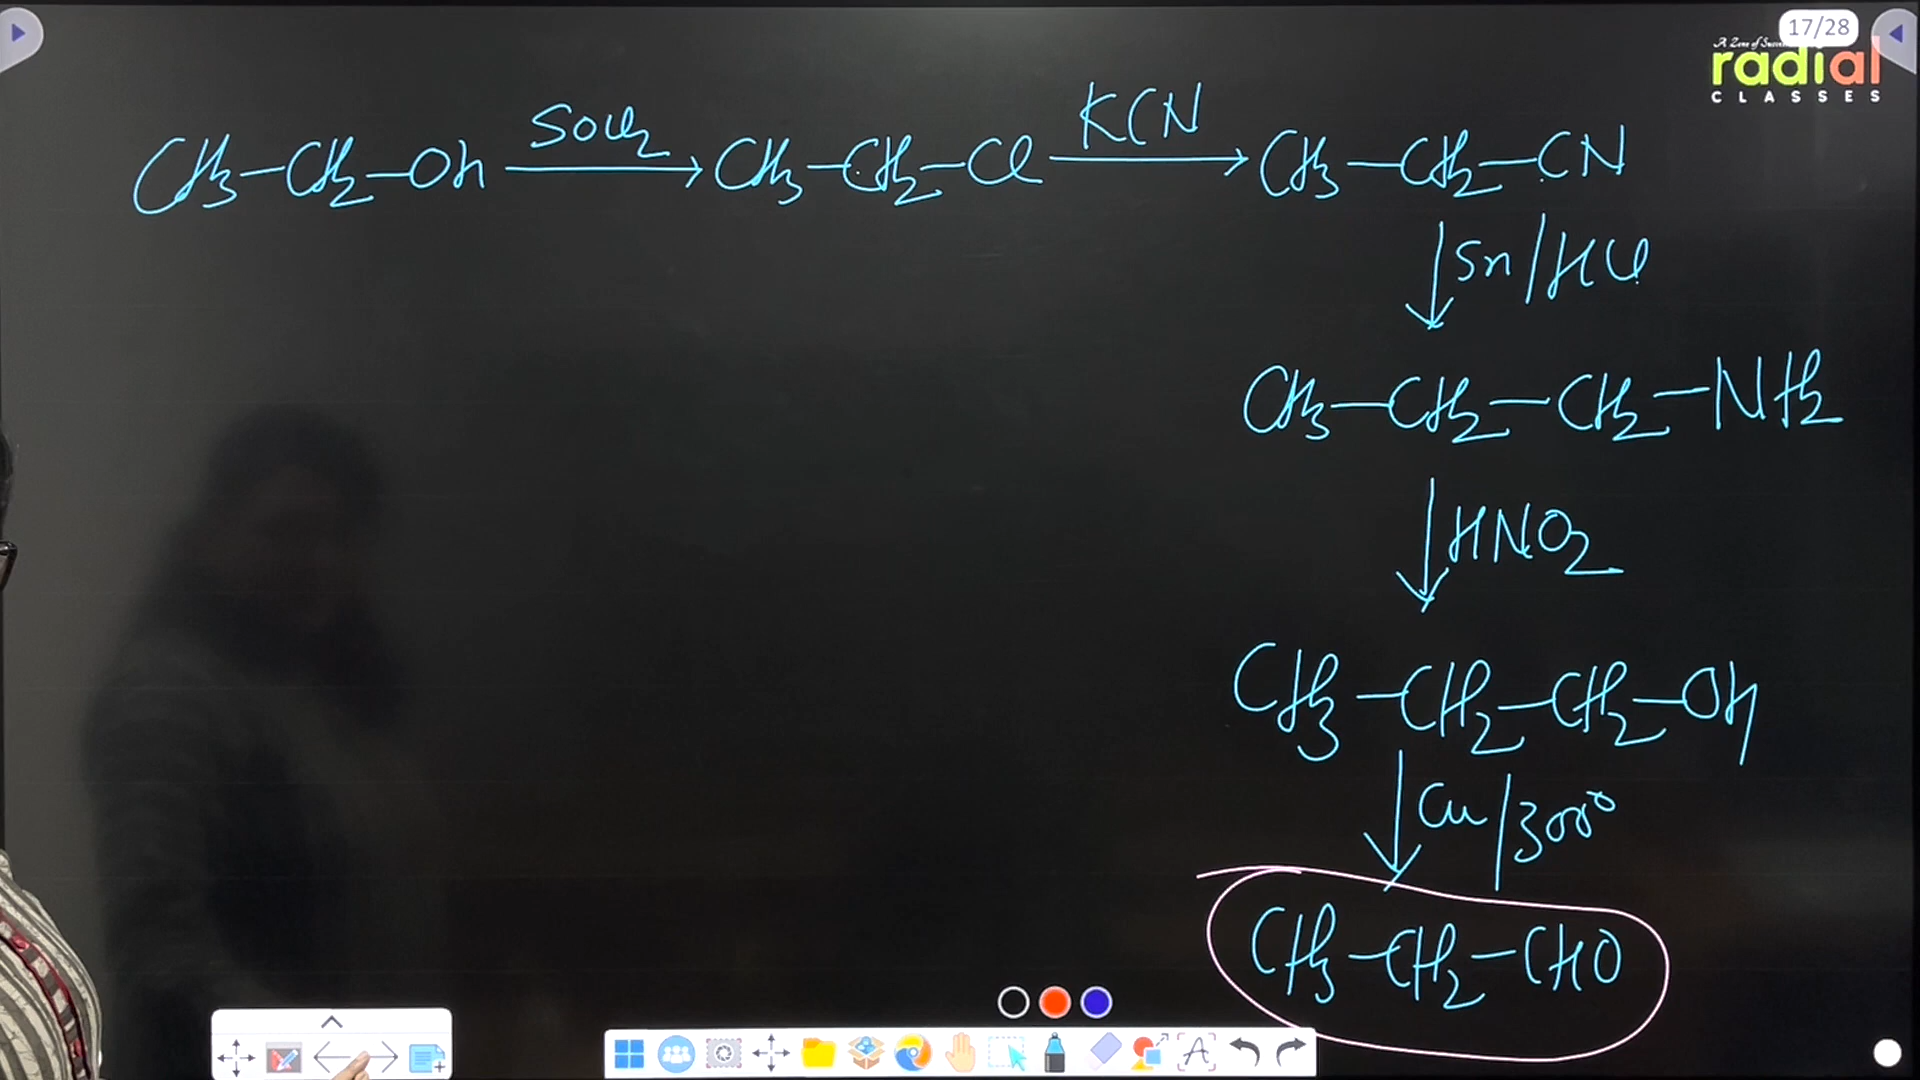 17/28
radial
CLASSES
CH3-CH2-OH SOCl2 CH3-CH2-Cl KCN CH3-CH2-CN
Sn/HCl
CH3-CH2-CH2-NH2
HNO2
CH3-CH2-CH2-OH
Cu/300°
CH3-CH2-CHO